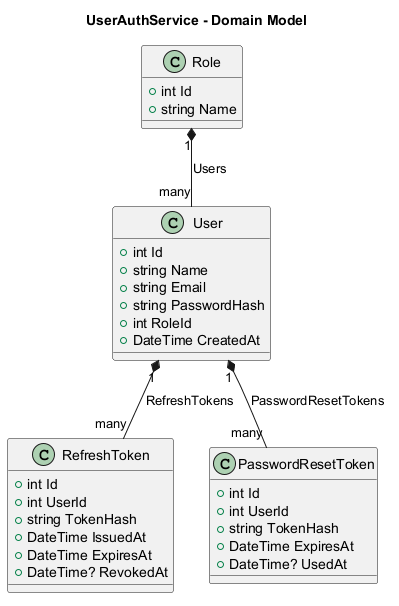 UserAuthService - Domain Model
C Role
int Id
string Name
1
Users
many
C User
int Id
string Name
string Email
string PasswordHash
int RoleId
DateTime CreatedAt
1 1
RefreshTokens PasswordResetTokens
many many
C RefreshToken
int Id
int UserId
string TokenHash
DateTime IssuedAt
DateTime ExpiresAt
DateTime? RevokedAt
C PasswordResetToken
int Id
int UserId
string TokenHash
DateTime ExpiresAt
DateTime? UsedAt